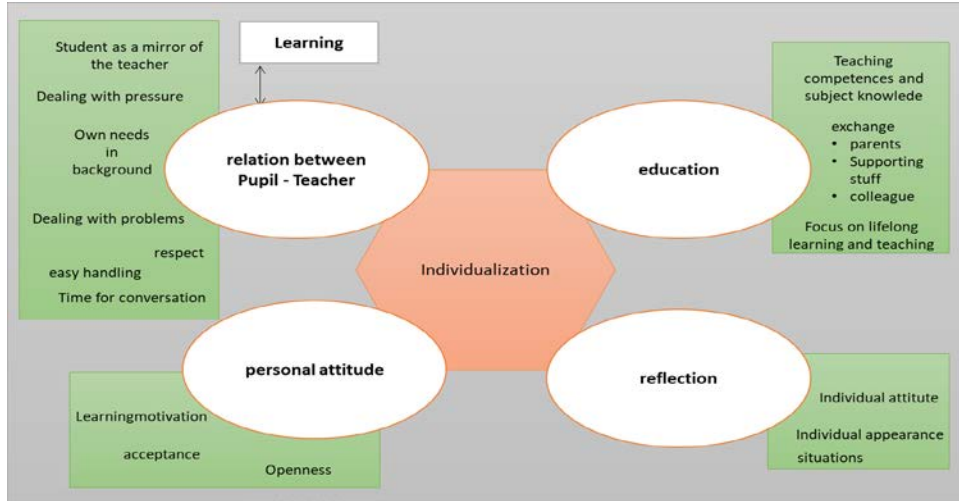 Student as a mirror of
the teacher
Dealing with pressure
Own needs
in
background
Dealing with problems
respect
easy handling
Time for conversation
Learning
relation between
Pupil - Teacher
education
Teaching
competences and
subject knowlede
exchange
• parents
• Supporting
stuff
• colleague
Focus on lifelong
learning and teaching
Individualization
personal attitude
Learningmotivation
acceptance
Openness
reflection
Individual attitute
Individual appearance
situations